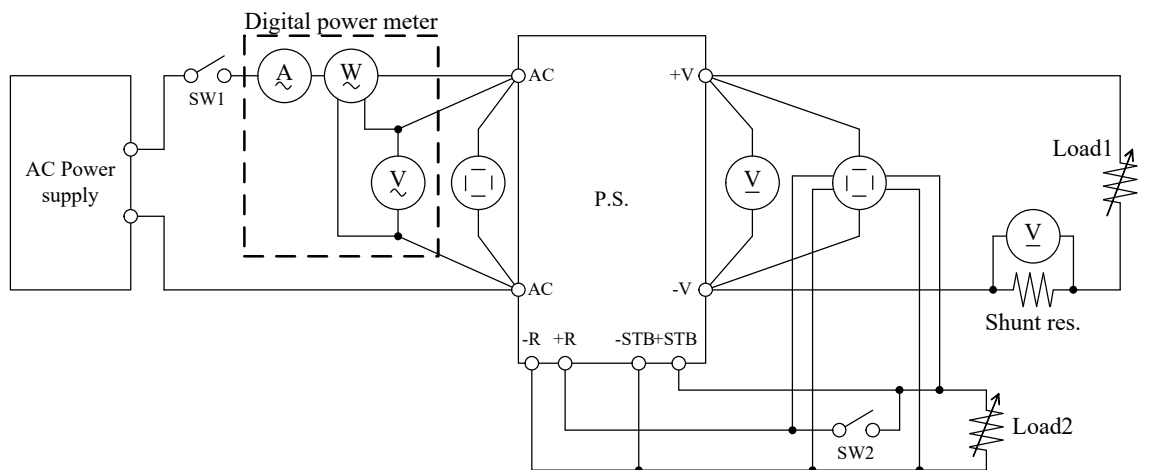 Digital power meter
A
W
AC
+V
SW1
AC Power
supply
V
P.S.
V
Load1
V
AC
-V
Shunt res.
-R
+R
-STB
+STB
SW2
Load2